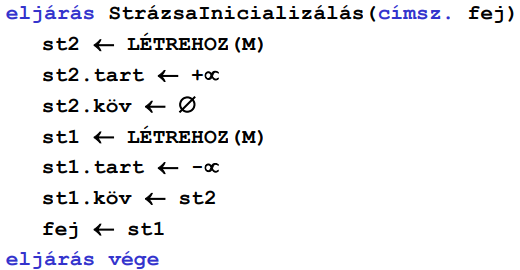 eljárás StrázsaInicializálás(címsz. fej)
st2 ← LÉTREHOZ(M)
st2.tart ← +∝
st2.köv ← ∅
st1 ← LÉTREHOZ(M)
st1.tart ← -∝
st1.köv ← st2
fej ← st1
eljárás vége